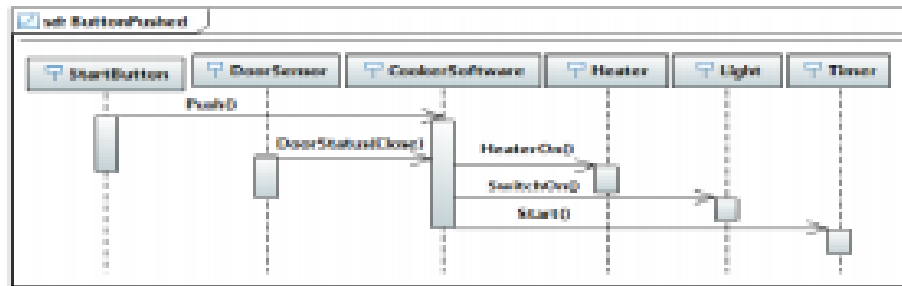 sd: ButtonPushed
StartButton
DoorSensor
CookerSoftware
Heater
Light
Timer
Push()
DoorStatus(Close)
HeaterOn()
SwitchOn()
Start()